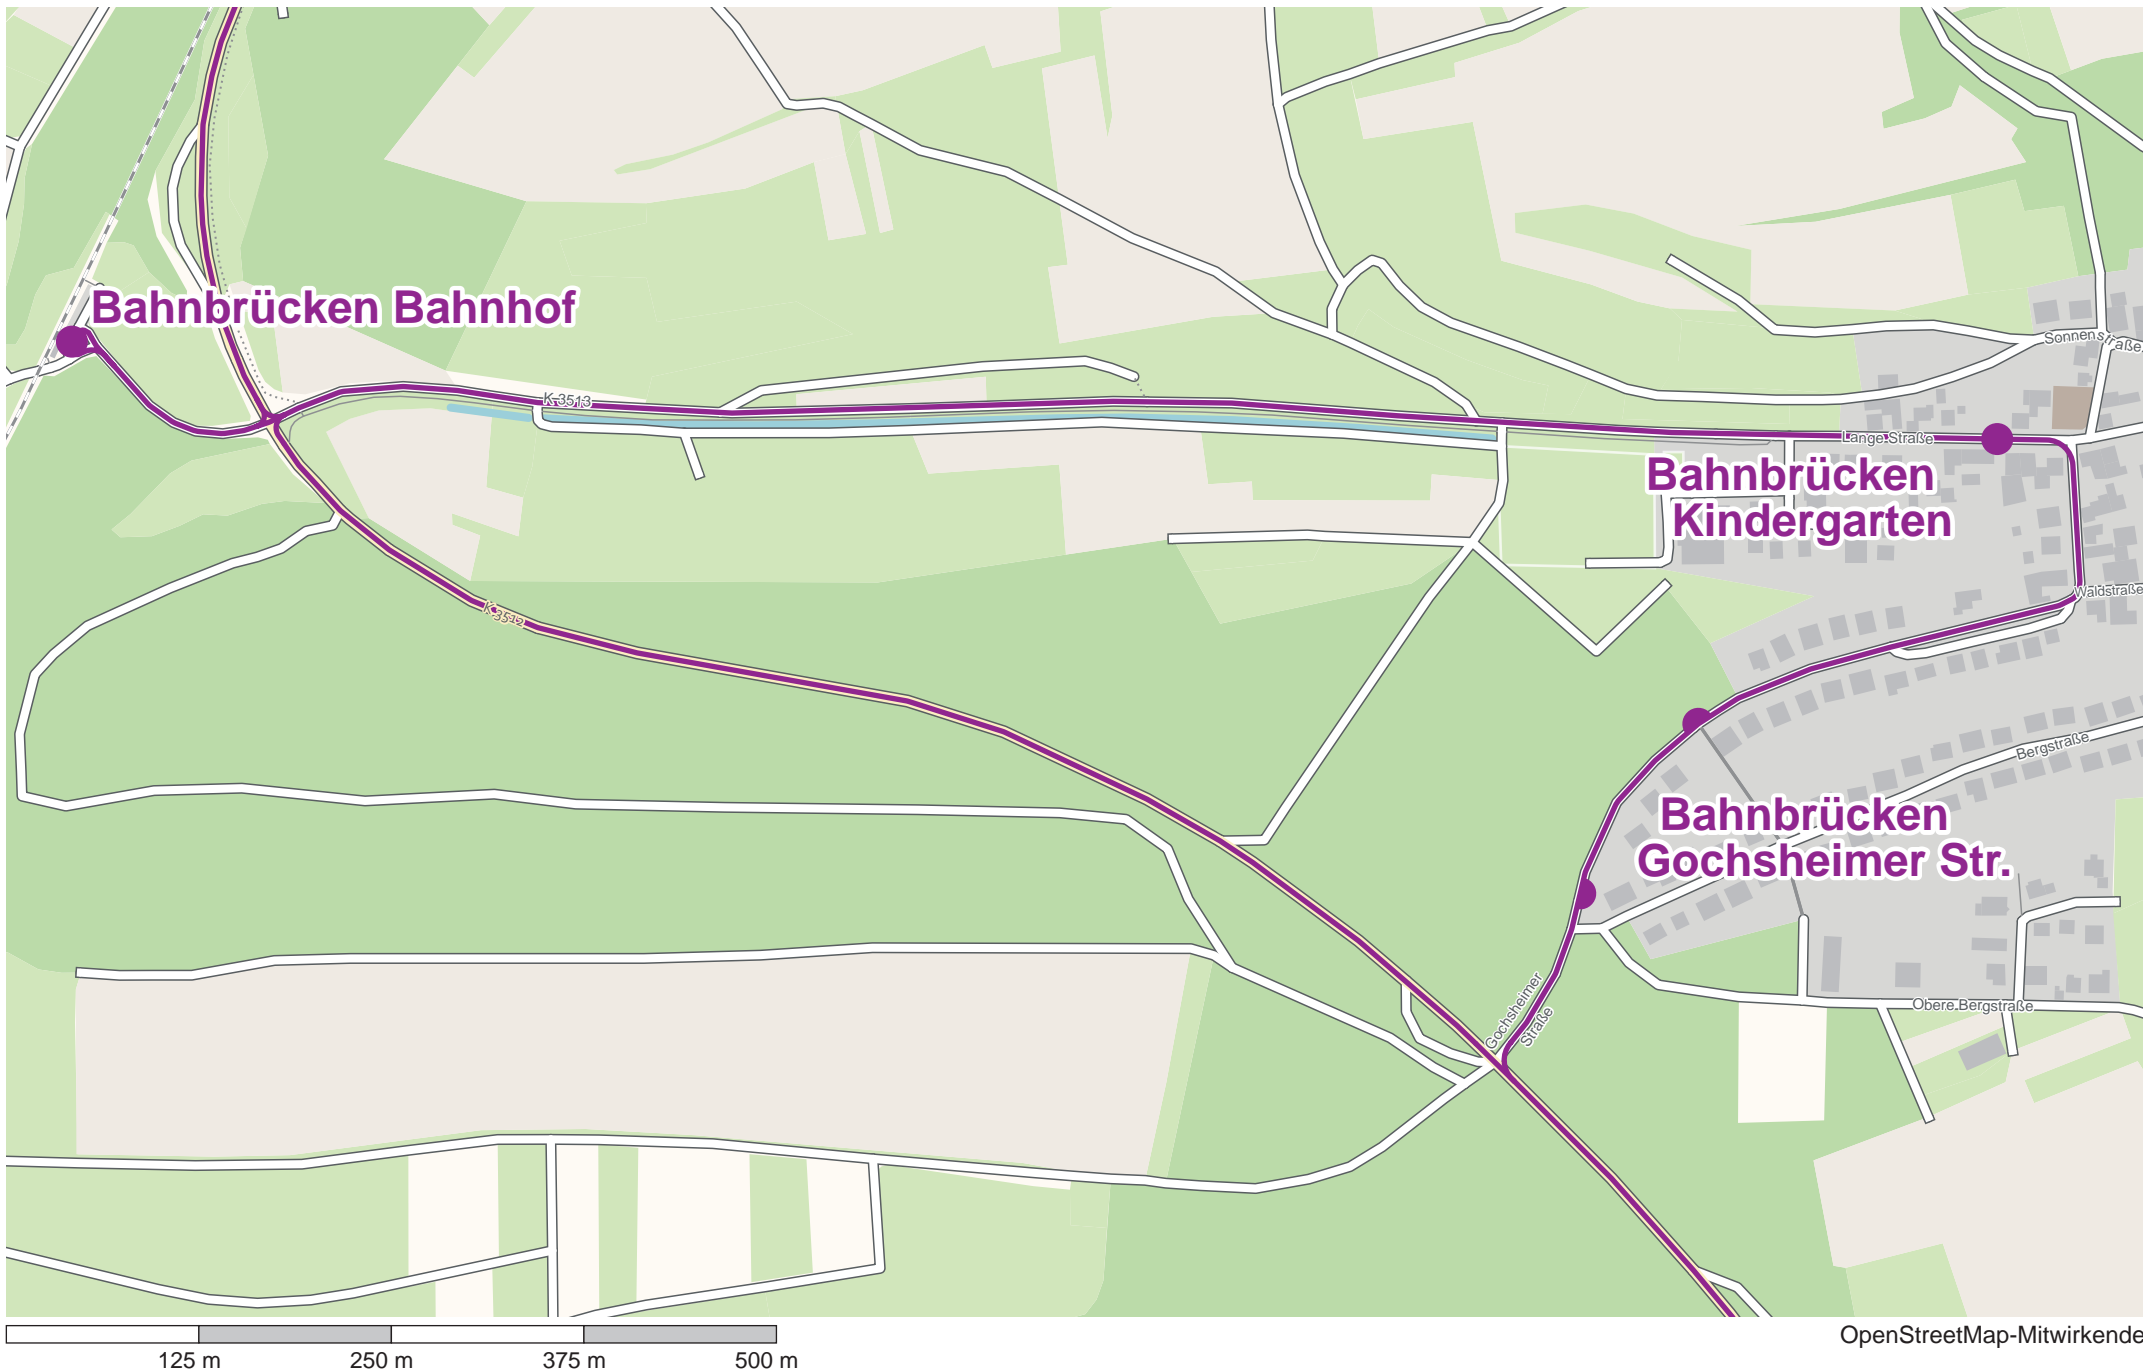 Bahnbrücken Bahnhof
Sonnenstraße
K 3513
Lange Straße
Bahnbrücken
Kindergarten
Waldstraße
K 3512
Bergstraße
Bahnbrücken
Gochsheimer Str.
Gochsheimer
Straße
Obere Bergstraße
OpenStreetMap-Mitwirkende
125 m 250 m 375 m 500 m